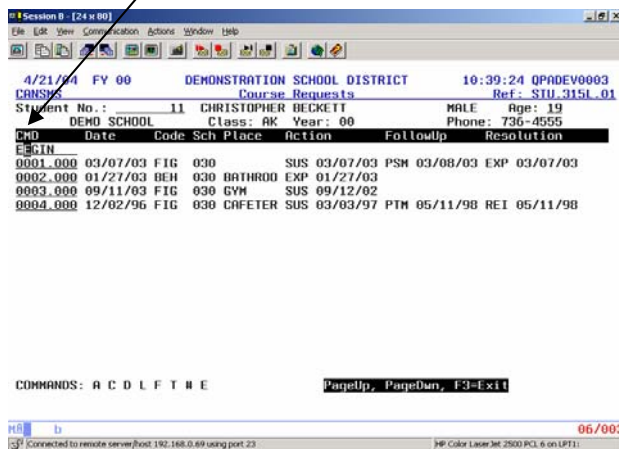 Session B - [24 x 80]
File Edit View Communication Actions Window Help
4/21/04 FY 00 DEMONSTRATION SCHOOL DISTRICT 10:39:24 QPADEV0003
CANSMS Course Requests Ref: STU.315L.01
Student No.: 11 CHRISTOPHER BECKETT MALE Age: 19
DEMO SCHOOL Class: AK Year: 00 Phone: 736-4555
CMD Date Code Sch Place Action FollowUp Resolution
EEGIN
0001.000 03/07/03 FIG 030 SUS 03/07/03 PSM 03/08/03 EXP 03/07/03
0002.000 01/27/03 BEH 030 BATHROO EXP 01/27/03
0003.000 09/11/03 FIG 030 GYM SUS 09/12/02
0004.000 12/02/96 FIG 030 CAFETER SUS 03/03/97 PTM 05/11/98 REI 05/11/98
COMMANDS: A C D L F T # E PageUp, PageDwn, F3=Exit
MA b 06/003
Connected to remote server/host 192.168.0.69 using port 23 HP Color LaserJet 2500 PCL 6 on LPT1: